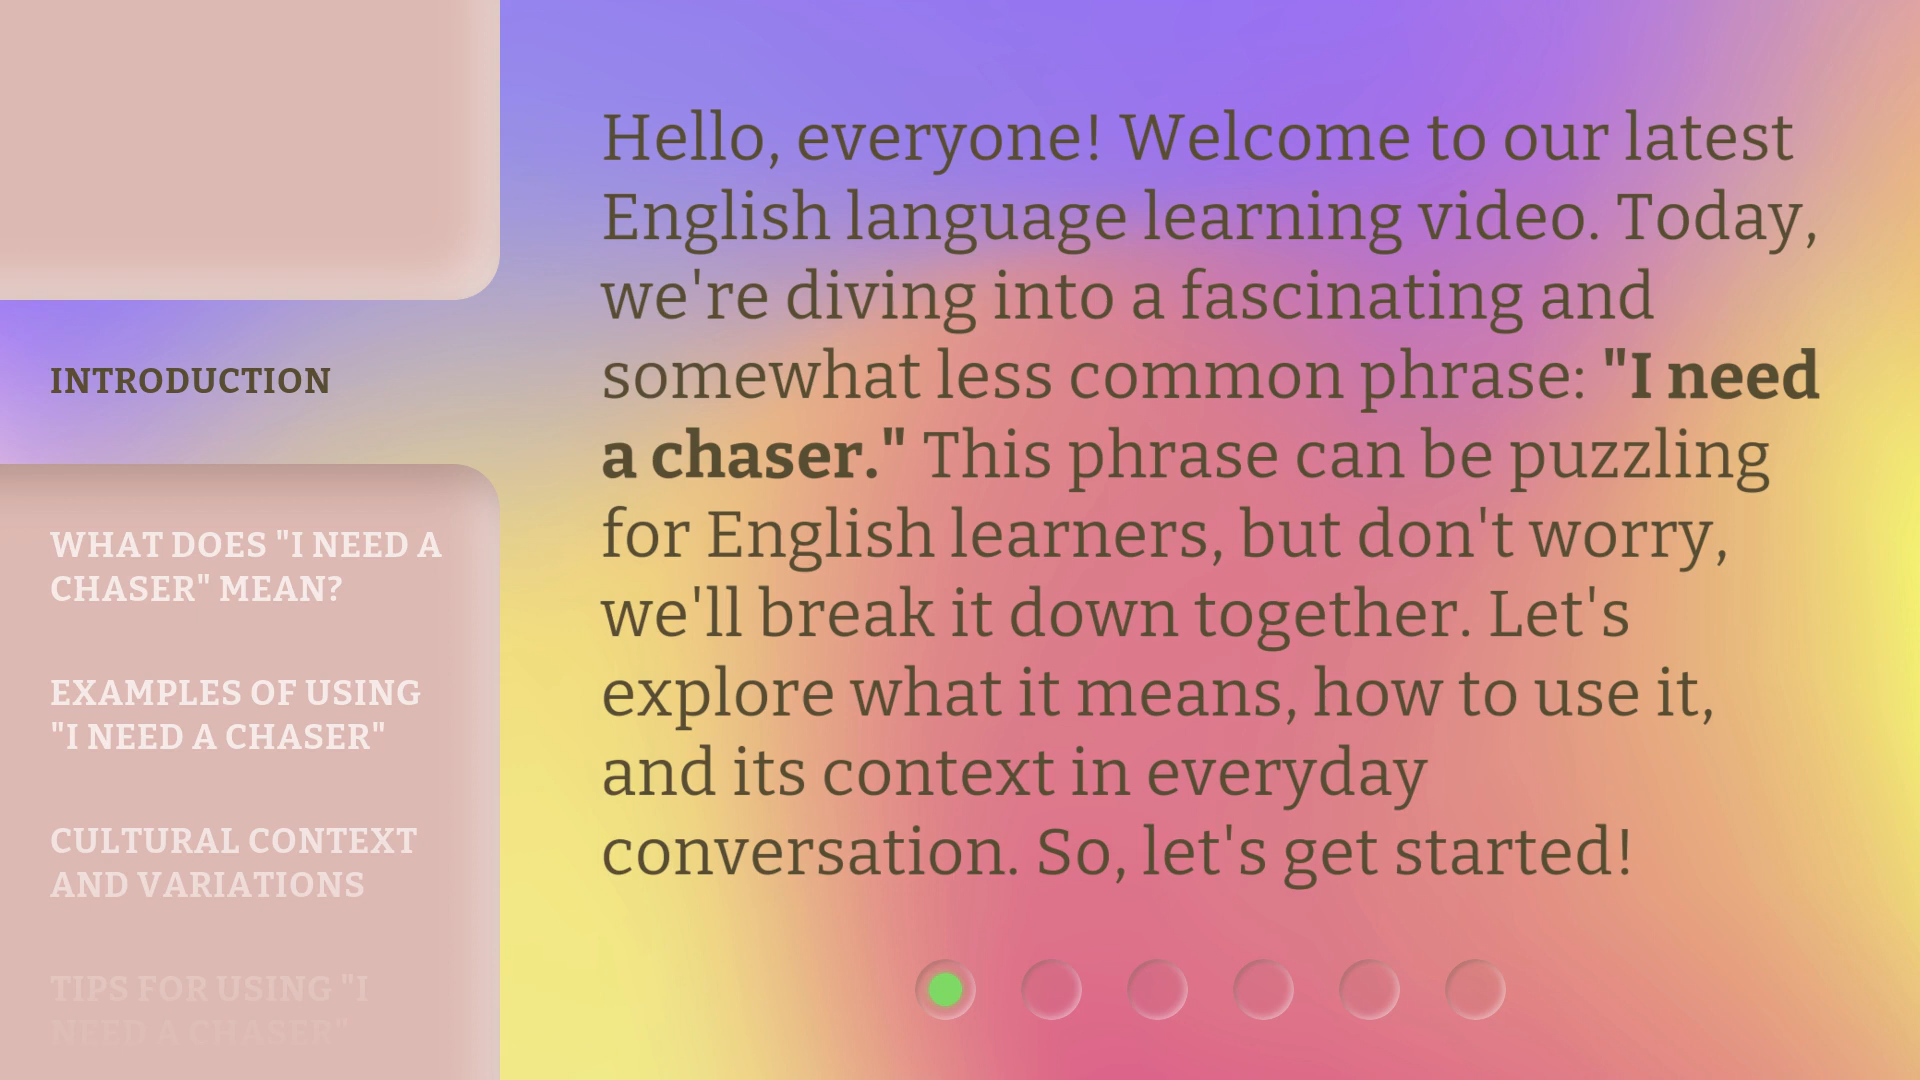 INTRODUCTION
WHAT DOES "I NEED A
CHASER" MEAN?
EXAMPLES OF USING
"I NEED A CHASER"
CULTURAL CONTEXT
AND VARIATIONS
TIPS FOR USING "I
NEED A CHASER"
Hello, everyone! Welcome to our latest
English language learning video. Today,
we're diving into a fascinating and
somewhat less common phrase: "I need
a chaser." This phrase can be puzzling
for English learners, but don't worry,
we'll break it down together. Let's
explore what it means, how to use it,
and its context in everyday
conversation. So, let's get started!